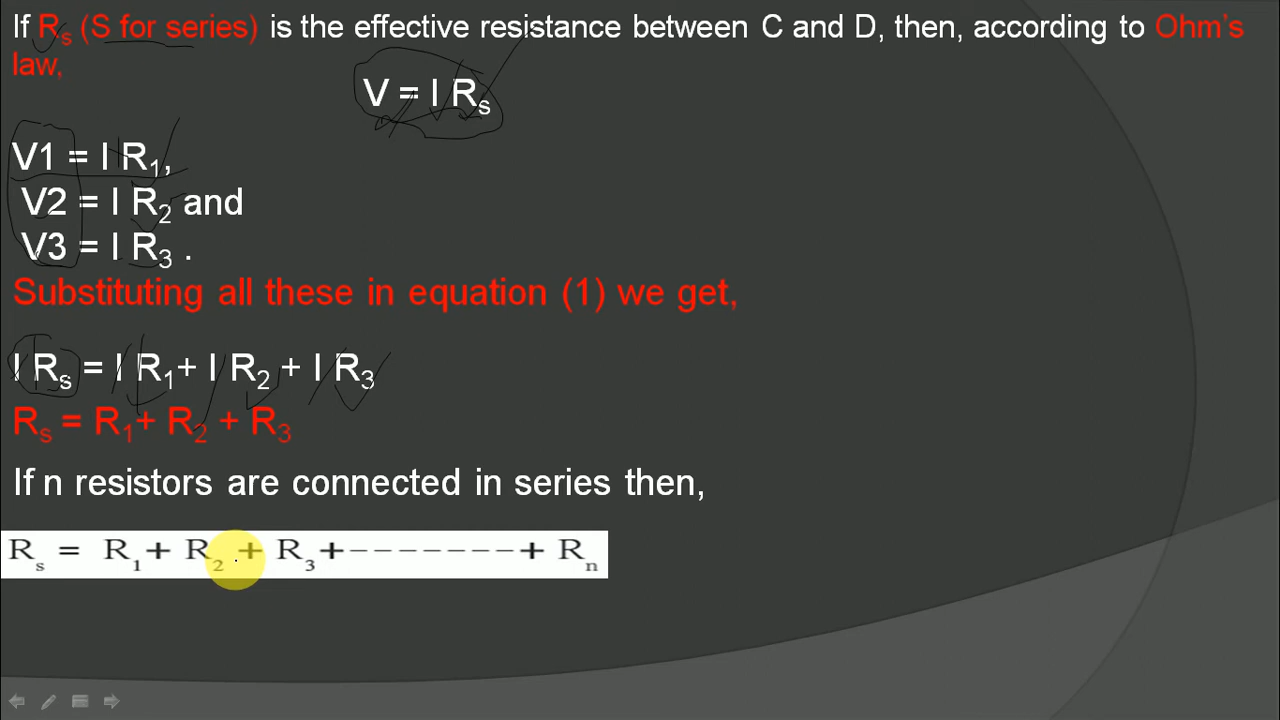 If Rs (S for series) is the effective resistance between C and D, then, according to Ohm's
law,
V = I Rs
V1 = I R1,
V2 = I R2 and
V3 = I R3 .
Substituting all these in equation (1) we get,
I Rs = I R1+ I R2 + I R3
Rs = R1+ R2 + R3
If n resistors are connected in series then,
Rs = R1+ R2 + R3+-------+ Rn